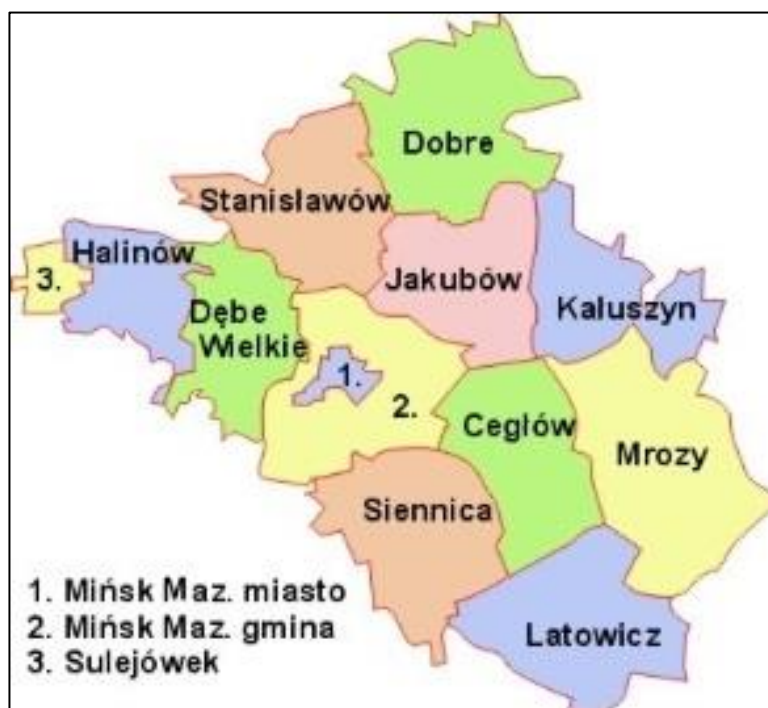 Dobre
Stanisławów
Halinów
3.
Jakubów
Kałuszyn
Dębe
Wielkie
1.
2.
Cegłów
Mrozy
Siennica
1. Mińsk Maz. miasto
2. Mińsk Maz. gmina
3. Sulejówek
Latowicz